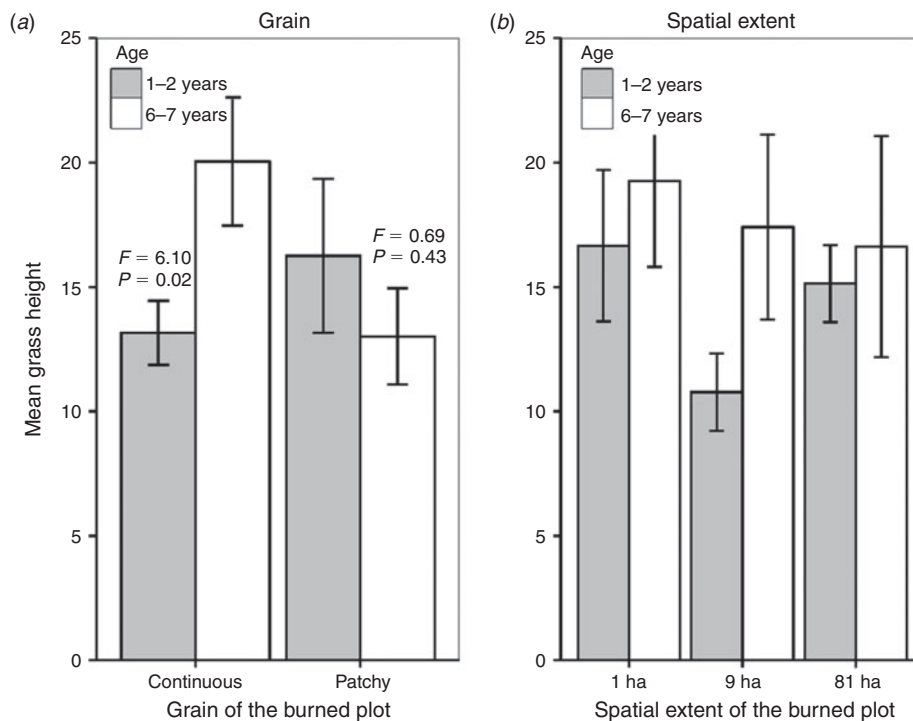 (a) Grain
25
20
15
10
5
0
Mean grass height
Age
1–2 years
6–7 years
F = 6.10
P = 0.02
F = 0.69
P = 0.43
Continuous Patchy
Grain of the burned plot
(b) Spatial extent
25
20
15
10
5
0
Age
1–2 years
6–7 years
1 ha 9 ha 81 ha
Spatial extent of the burned plot